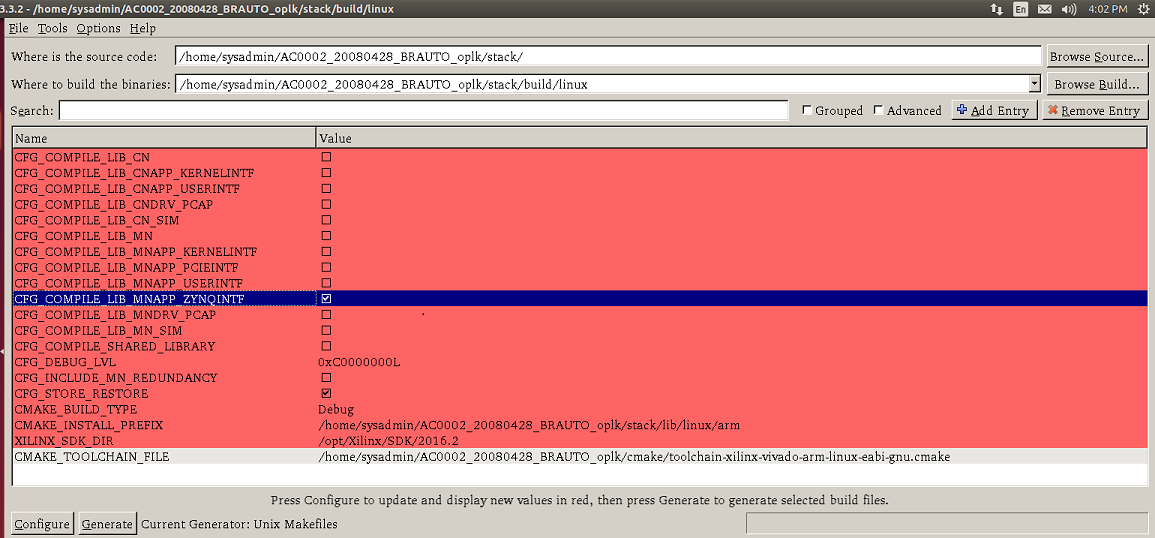 3.3.2 - /home/sysadmin/AC0002_20080428_BRAUTO_oplk/stack/build/linux En 4:02 PM
File Tools Options Help
Where is the source code: /home/sysadmin/AC0002_20080428_BRAUTO_oplk/stack/ Browse Source...
Where to build the binaries: /home/sysadmin/AC0002_20080428_BRAUTO_oplk/stack/build/linux Browse Build...
Search: Grouped Advanced Add Entry Remove Entry
Name Value
CFG_COMPILE_LIB_CN
CFG_COMPILE_LIB_CNAPP_KERNELINTF
CFG_COMPILE_LIB_CNAPP_USERINTF
CFG_COMPILE_LIB_CNDRV_PCAP
CFG_COMPILE_LIB_CN_SIM
CFG_COMPILE_LIB_MN
CFG_COMPILE_LIB_MNAPP_KERNELINTF
CFG_COMPILE_LIB_MNAPP_PCIEINTF
CFG_COMPILE_LIB_MNAPP_USERINTF
CFG_COMPILE_LIB_MNAPP_ZYNQINTF
CFG_COMPILE_LIB_MNDRV_PCAP
CFG_COMPILE_LIB_MN_SIM
CFG_COMPILE_SHARED_LIBRARY
CFG_DEBUG_LVL 0xC0000000L
CFG_INCLUDE_MN_REDUNDANCY
CFG_STORE_RESTORE
CMAKE_BUILD_TYPE Debug
CMAKE_INSTALL_PREFIX /home/sysadmin/AC0002_20080428_BRAUTO_oplk/stack/lib/linux/arm
XILINX_SDK_DIR /opt/Xilinx/SDK/2016.2
CMAKE_TOOLCHAIN_FILE /home/sysadmin/AC0002_20080428_BRAUTO_oplk/cmake/toolchain-xilinx-vivado-arm-linux-eabi-gnu.cmake
Press Configure to update and display new values in red, then press Generate to generate selected build files.
Configure Generate Current Generator: Unix Makefiles